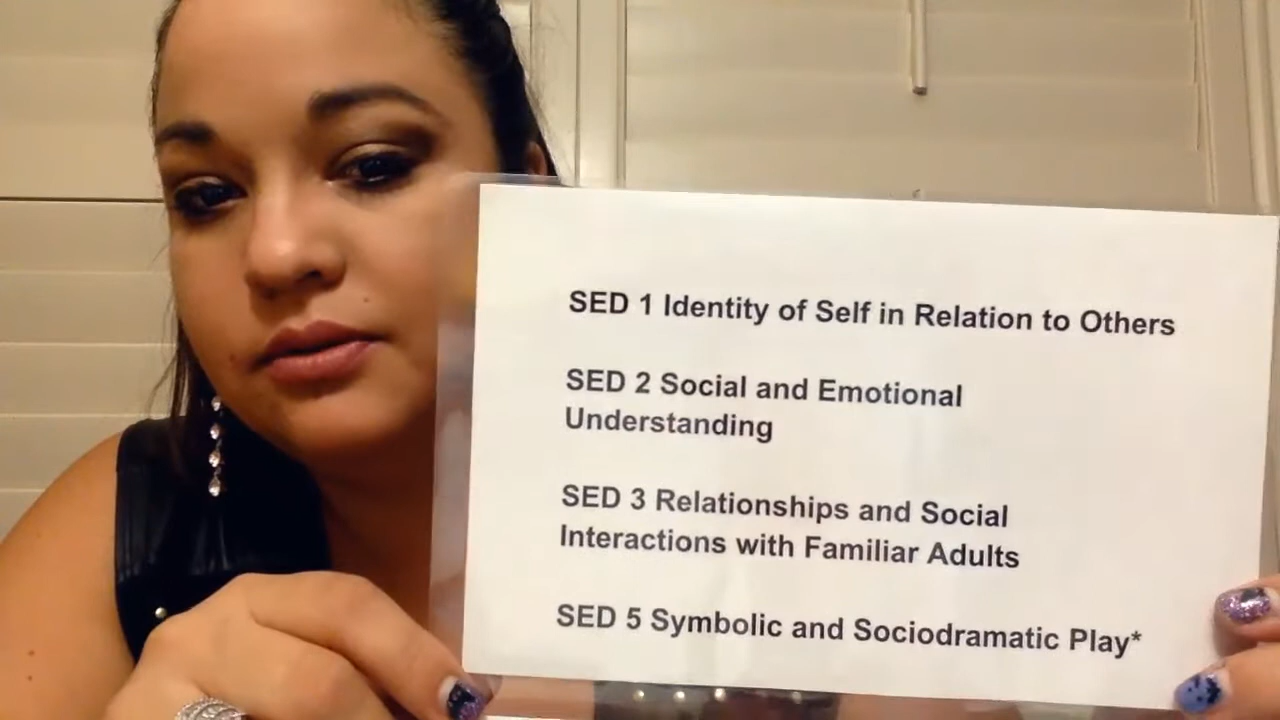 SED 1 Identity of Self in Relation to Others
SED 2 Social and Emotional
Understanding
SED 3 Relationships and Social
Interactions with Familiar Adults
SED 5 Symbolic and Sociodramatic Play*